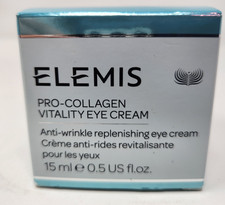 ELEMIS
PRO-COLLAGEN
VITALITY EYE CREAM
Anti-wrinkle replenishing eye cream
Crème anti-rides revitalisante
pour les yeux
15 ml e 0.5 US fl.oz.